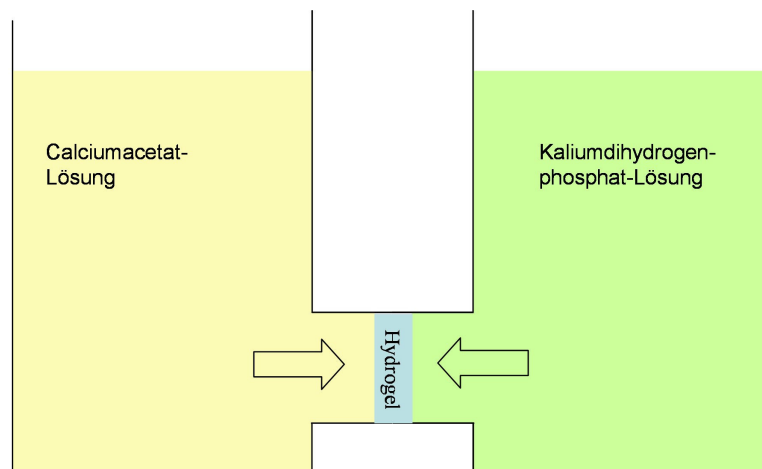 Calciumacetat-
Lösung
Kaliumdihydrogen-
phosphat-Lösung
Hydrogel